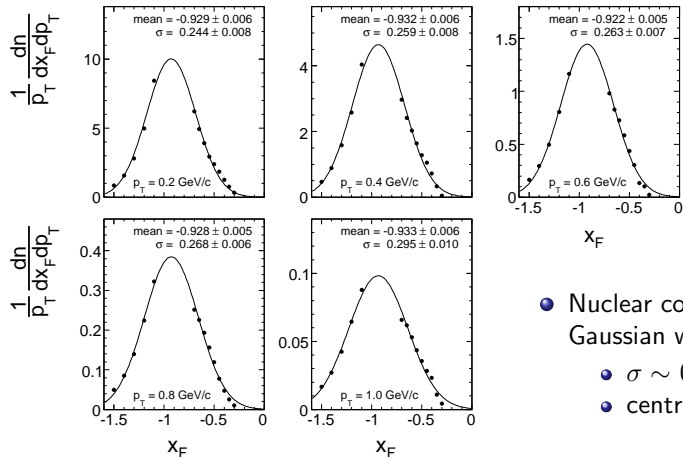 mean = -0.929 ± 0.006
σ = 0.244 ± 0.008
mean = -0.932 ± 0.006
σ = 0.259 ± 0.008
mean = -0.922 ± 0.005
σ = 0.263 ± 0.007
1/p_T dn/dx_F dp_T
10
5
0
6
4
2
0
1.5
1
0.5
0
p_T = 0.2 GeV/c
p_T = 0.4 GeV/c
p_T = 0.6 GeV/c
-1.5 -1 -0.5 0
x_F
mean = -0.928 ± 0.005
σ = 0.268 ± 0.006
mean = -0.933 ± 0.006
σ = 0.295 ± 0.010
1/p_T dn/dx_F dp_T
0.4
0.3
0.2
0.1
0
0.1
0.05
0
p_T = 0.8 GeV/c
p_T = 1.0 GeV/c
-1.5 -1 -0.5 0
-1.5 -1 -0.5 0
x_F
x_F
Nuclear co
Gaussian w
σ ∼
centr